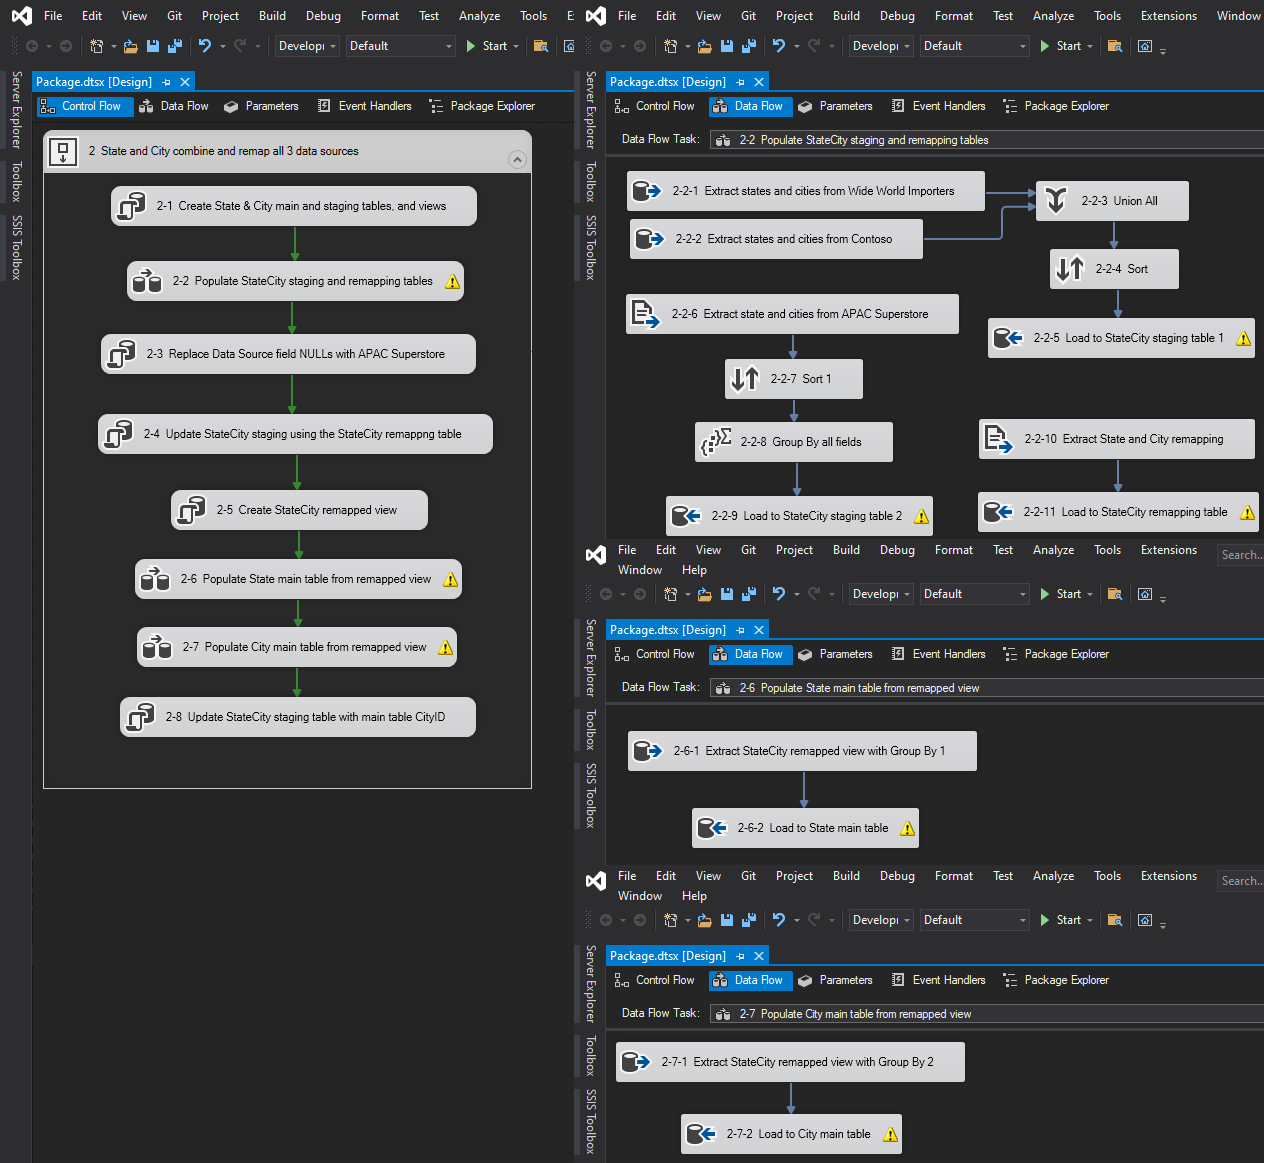 File Edit View Git Project Build Debug Format Test Analyze Tools E
Developi Default Start
Package.dtsx [Design]
Control Flow Data Flow Parameters Event Handlers Package Explorer
Server Explorer
Toolbox
SSIS Toolbox
2 State and City combine and remap all 3 data sources
2-1 Create State & City main and staging tables, and views
2-2 Populate StateCity staging and remapping tables
2-3 Replace Data Source field NULLs with APAC Superstore
2-4 Update StateCity staging using the StateCity remappng table
2-5 Create StateCity remapped view
2-6 Populate State main table from remapped view
2-7 Populate City main table from remapped view
2-8 Update StateCity staging table with main table CityID
File Edit View Git Project Build Debug Format Test Analyze Tools Extensions Window
Developi Default Start
Package.dtsx [Design]
Control Flow Data Flow Parameters Event Handlers Package Explorer
Server Explorer
Toolbox
SSIS Toolbox
Data Flow Task: 2-2 Populate StateCity staging and remapping tables
2-2-1 Extract states and cities from Wide World Importers
2-2-2 Extract states and cities from Contoso
2-2-3 Union All
2-2-4 Sort
2-2-5 Load to StateCity staging table 1
2-2-6 Extract state and cities from APAC Superstore
2-2-7 Sort 1
2-2-8 Group By all fields
2-2-9 Load to StateCity staging table 2
2-2-10 Extract State and City remapping
2-2-11 Load to StateCity remapping table
File Edit View Git Project Build Debug Format Test Analyze Tools Extensions
Window Help
Search...
Developi Default Start
Package.dtsx [Design]
Control Flow Data Flow Parameters Event Handlers Package Explorer
Server Explorer
Toolbox
SSIS Toolbox
Data Flow Task: 2-6 Populate State main table from remapped view
2-6-1 Extract StateCity remapped view with Group By 1
2-6-2 Load to State main table
File Edit View Git Project Build Debug Format Test Analyze Tools Extensions
Window Help
Search...
Developi Default Start
Package.dtsx [Design]
Control Flow Data Flow Parameters Event Handlers Package Explorer
Server Explorer
Toolbox
SSIS Toolbox
Data Flow Task: 2-7 Populate City main table from remapped view
2-7-1 Extract StateCity remapped view with Group By 2
2-7-2 Load to City main table